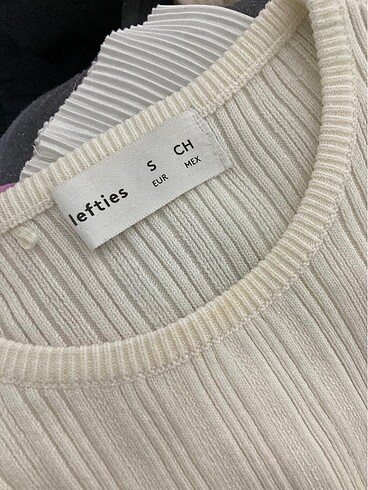 lefties
S CH
EUR MEX